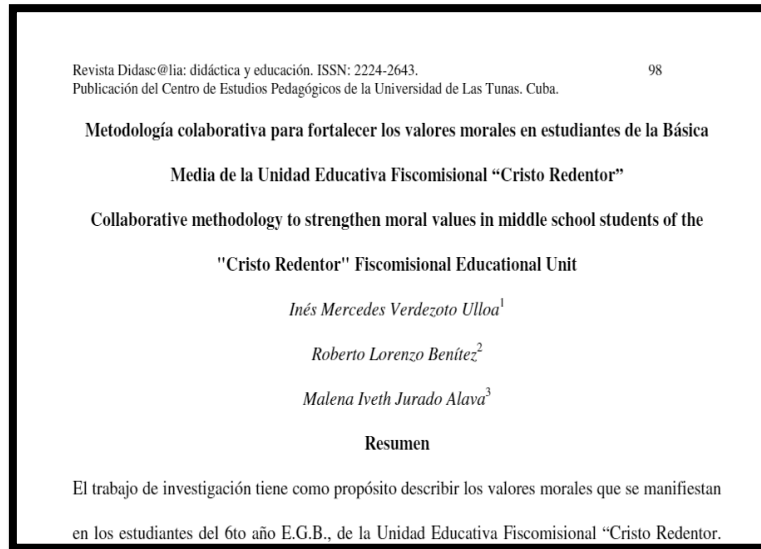 Revista Didasc@lia: didáctica y educación. ISSN: 2224-2643. 98
Publicación del Centro de Estudios Pedagógicos de la Universidad de Las Tunas. Cuba.
Metodología colaborativa para fortalecer los valores morales en estudiantes de la Básica
Media de la Unidad Educativa Fiscomisional “Cristo Redentor”
Collaborative methodology to strengthen moral values in middle school students of the
"Cristo Redentor" Fiscomisional Educational Unit
Inés Mercedes Verdezoto Ulloa¹
Roberto Lorenzo Benítez²
Malena Iveth Jurado Alava³
Resumen
El trabajo de investigación tiene como propósito describir los valores morales que se manifiestan
en los estudiantes del 6to año E.G.B., de la Unidad Educativa Fiscomisional “Cristo Redentor.